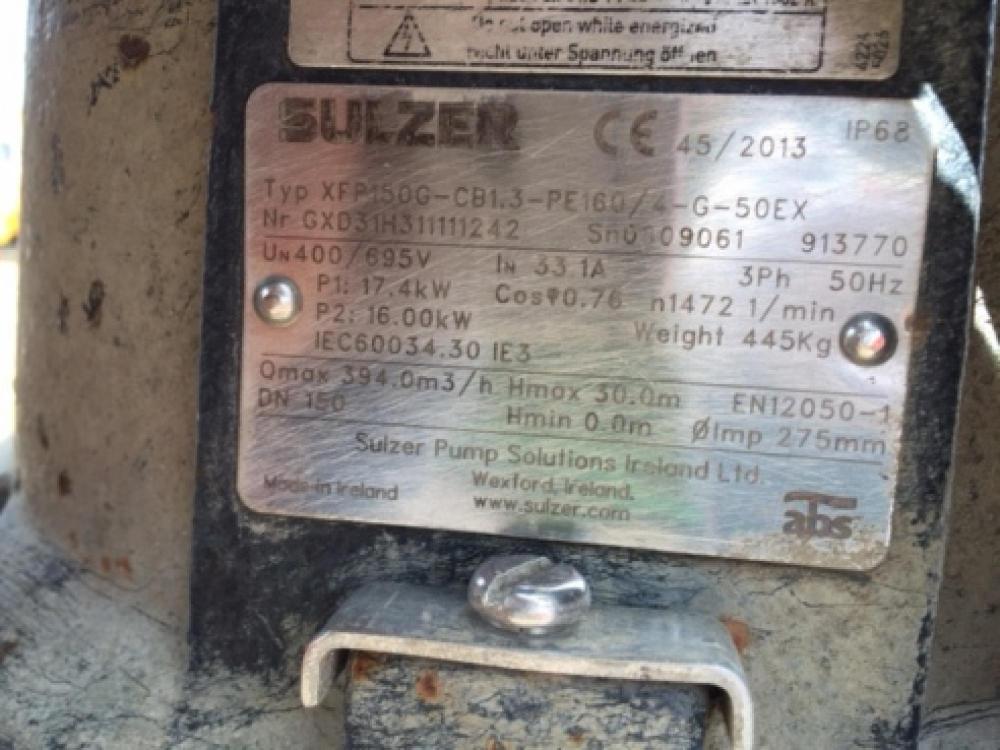 Do not open while energized
nicht unter Spannung öffnen
SULZER CE 45/2013 IP68
Typ XFP150G-CB1.3-PE160/4-G-50EX
Nr GXD31H311111242 913770
UN400/695V IN 33.1A 3Ph 50Hz
P1: 17.4kW Cosφ0.76 n1472 1/min
P2: 16.00kW Weight 445Kg
IEC60034.30 IE3
Qmax 394.0m3/h Hmax 30.0m EN12050-1
DN 150 Hmin 0.0m ØImp 275mm
Sulzer Pump Solutions Ireland Ltd.
Made in Ireland Wexford, Ireland.
www.sulzer.com
abs